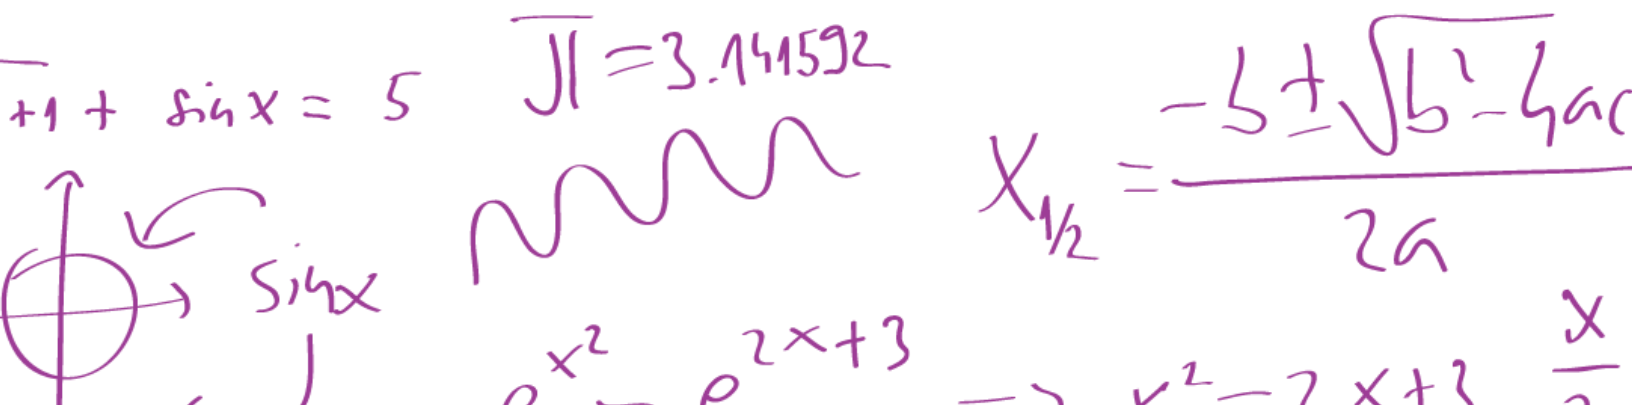 +1 + sin x = 5
π = 3.141592
x₁/₂ = (-b ± √(b² - 4ac)) / 2a
sin x
e^(x²) = e^(2x+3) => x² = 2x+3
x